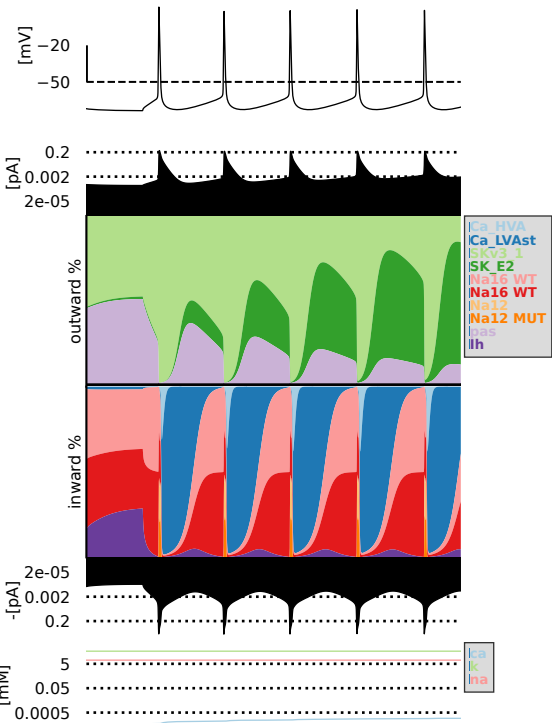 [mV]
−20
−50
[pA]
0.2
0.002
2e-05
outward %
Ca_HVA
Ca_LVAst
SKv3_1
SK_E2
Na16 WT
Na16 WT
Na12
Na12 MUT
pas
Ih
inward %
-[pA]
2e-05
0.002
0.2
[mM]
5
0.05
0.0005
ca
k
na